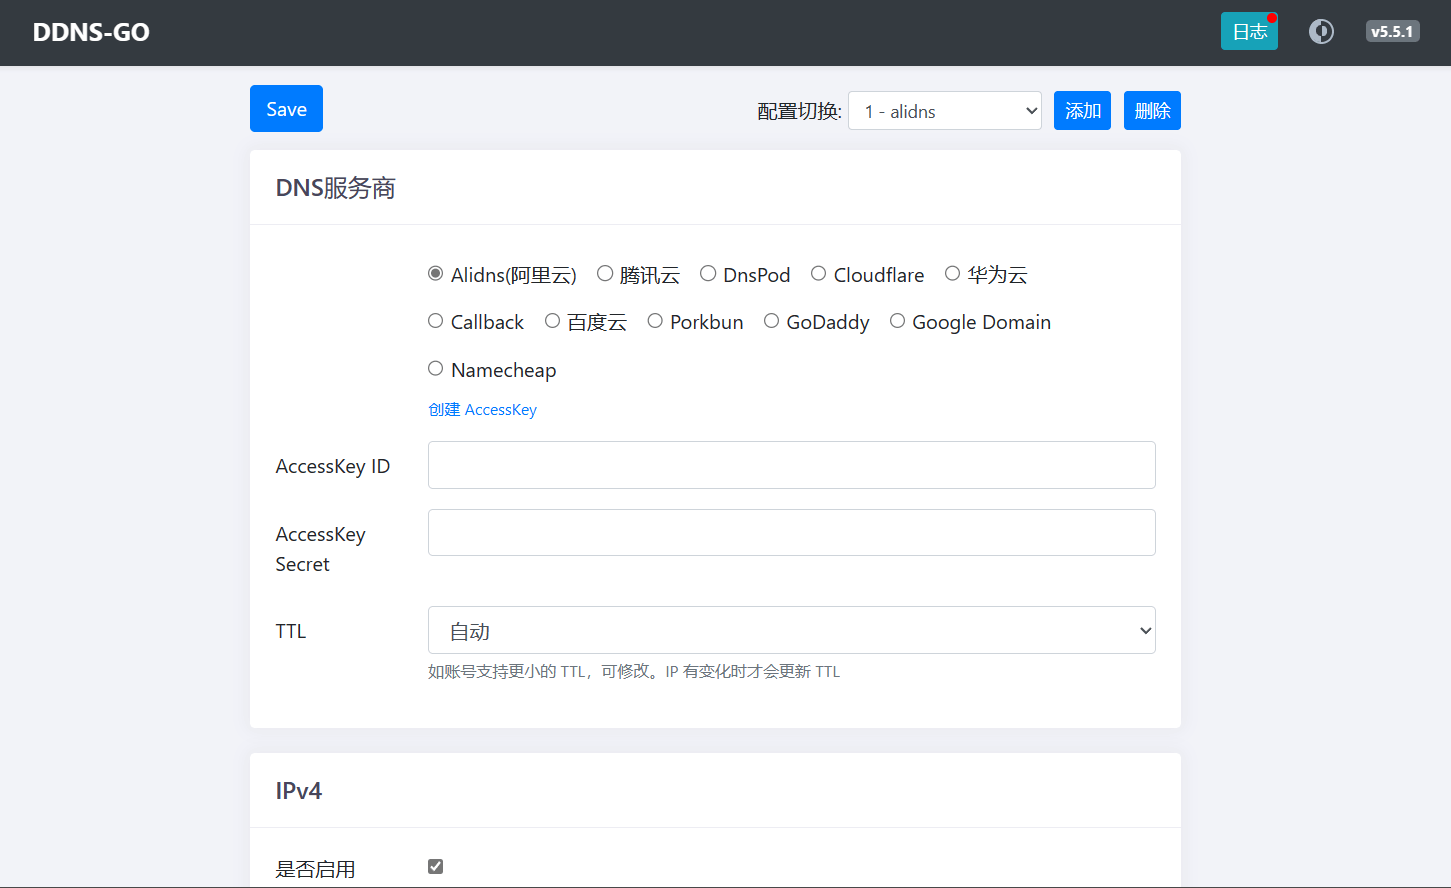 DDNS-GO 日志 v5.5.1
Save 配置切换: 1 - alidns 添加 删除
DNS服务商
Alidns(阿里云) 腾讯云 DnsPod Cloudflare 华为云
Callback 百度云 Porkbun GoDaddy Google Domain
Namecheap
创建 AccessKey
AccessKey ID
AccessKey
Secret
TTL 自动
如账号支持更小的 TTL，可修改。IP 有变化时才会更新 TTL
IPv4
是否启用